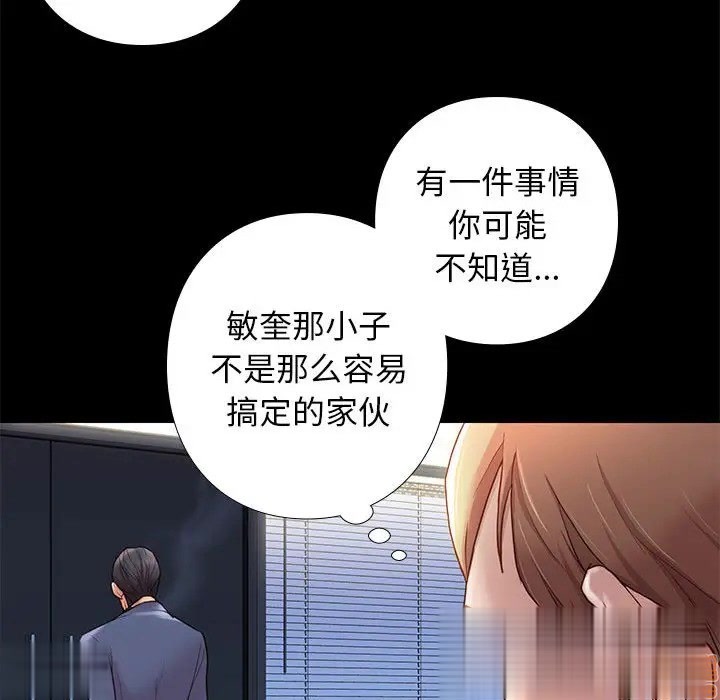 有一件事情
你可能
不知道...
敏奎那小子
不是那么容易
搞定的家伙